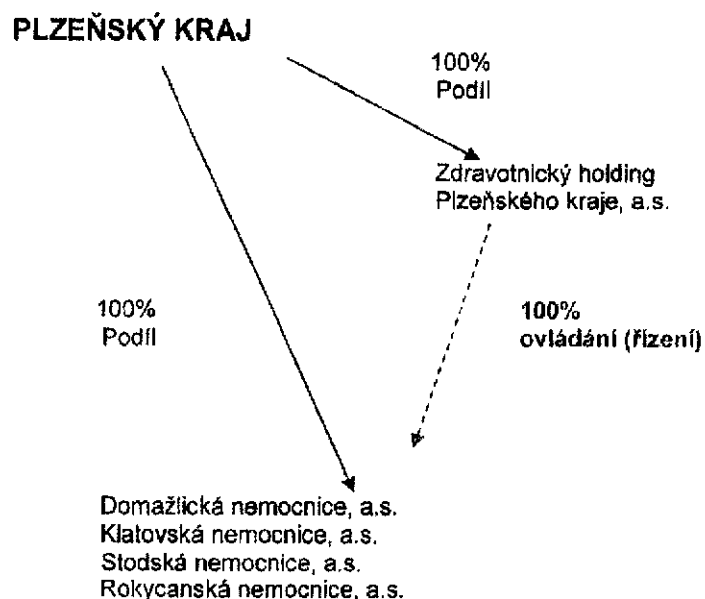 PLZEŇSKÝ KRAJ
100%
Podíl
Zdravotnický holding
Plzeňského kraje, a.s.
100%
Podíl
100%
ovládání (řízení)
Domažlická nemocnice, a.s.
Klatovská nemocnice, a.s.
Stodská nemocnice, a.s.
Rokycanská nemocnice, a.s.